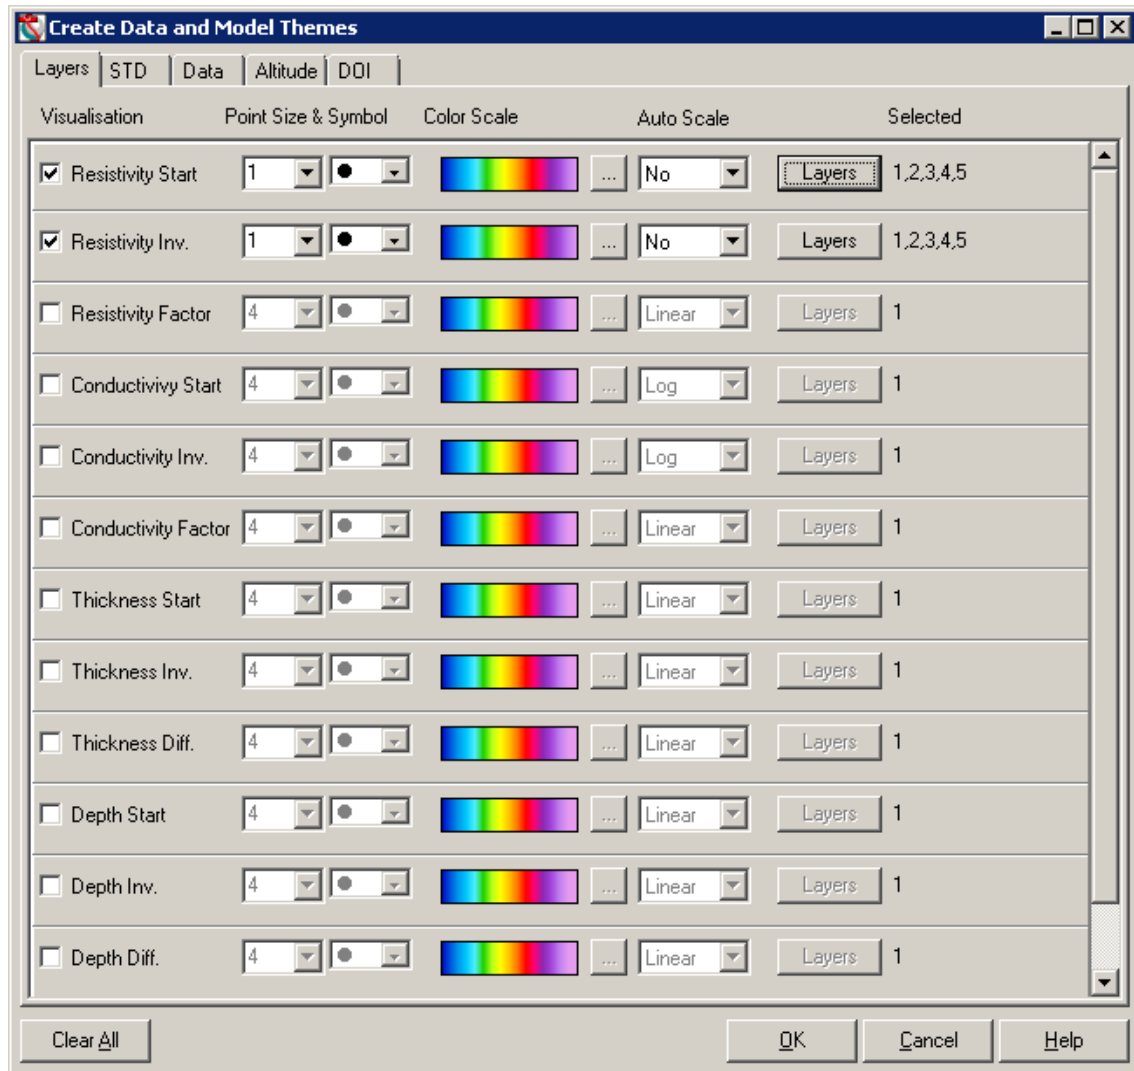 Create Data and Model Themes
Layers STD Data Altitude DOI
Visualisation Point Size & Symbol Color Scale Auto Scale Selected
Resistivity Start 1 ... No Layers 1,2,3,4,5
Resistivity Inv. 1 ... No Layers 1,2,3,4,5
Resistivity Factor 4 ... Linear Layers 1
Conductivivy Start 4 ... Log Layers 1
Conductivity Inv. 4 ... Log Layers 1
Conductivity Factor 4 ... Linear Layers 1
Thickness Start 4 ... Linear Layers 1
Thickness Inv. 4 ... Linear Layers 1
Thickness Diff. 4 ... Linear Layers 1
Depth Start 4 ... Linear Layers 1
Depth Inv. 4 ... Linear Layers 1
Depth Diff. 4 ... Linear Layers 1
Clear All OK Cancel Help